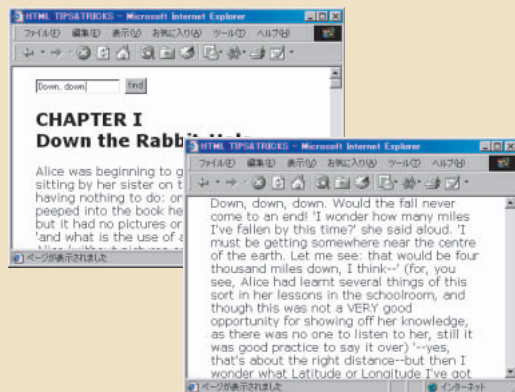 HTML TIPS&TRICKS - Microsoft Internet Explorer
ファイル(F) 編集(E) 表示(V) お気に入り(A) ツール(T) ヘルプ(H)
Down, down
find
CHAPTER I
Down the Rabbit-Hole
Alice was beginning to g
sitting by her sister on t
having nothing to do: on
peeped into the book he
but it had no pictures or
'and what is the use of a
ページが表示されました
HTML TIPS&TRICKS - Microsoft Internet Explorer
ファイル(F) 編集(E) 表示(V) お気に入り(A) ツール(T) ヘルプ(H)
Down, down, down. Would the fall never
come to an end! 'I wonder how many miles
I've fallen by this time?' she said aloud. 'I
must be getting somewhere near the centre
of the earth. Let me see: that would be four
thousand miles down, I think--' (for, you
see, Alice had learnt several things of this
sort in her lessons in the schoolroom, and
though this was not a VERY good
opportunity for showing off her knowledge,
as there was no one to listen to her, still it
was good practice to say it over) '--yes,
that's about the right distance--but then I
wonder what Latitude or Longitude I've got
ページが表示されました
インターネット